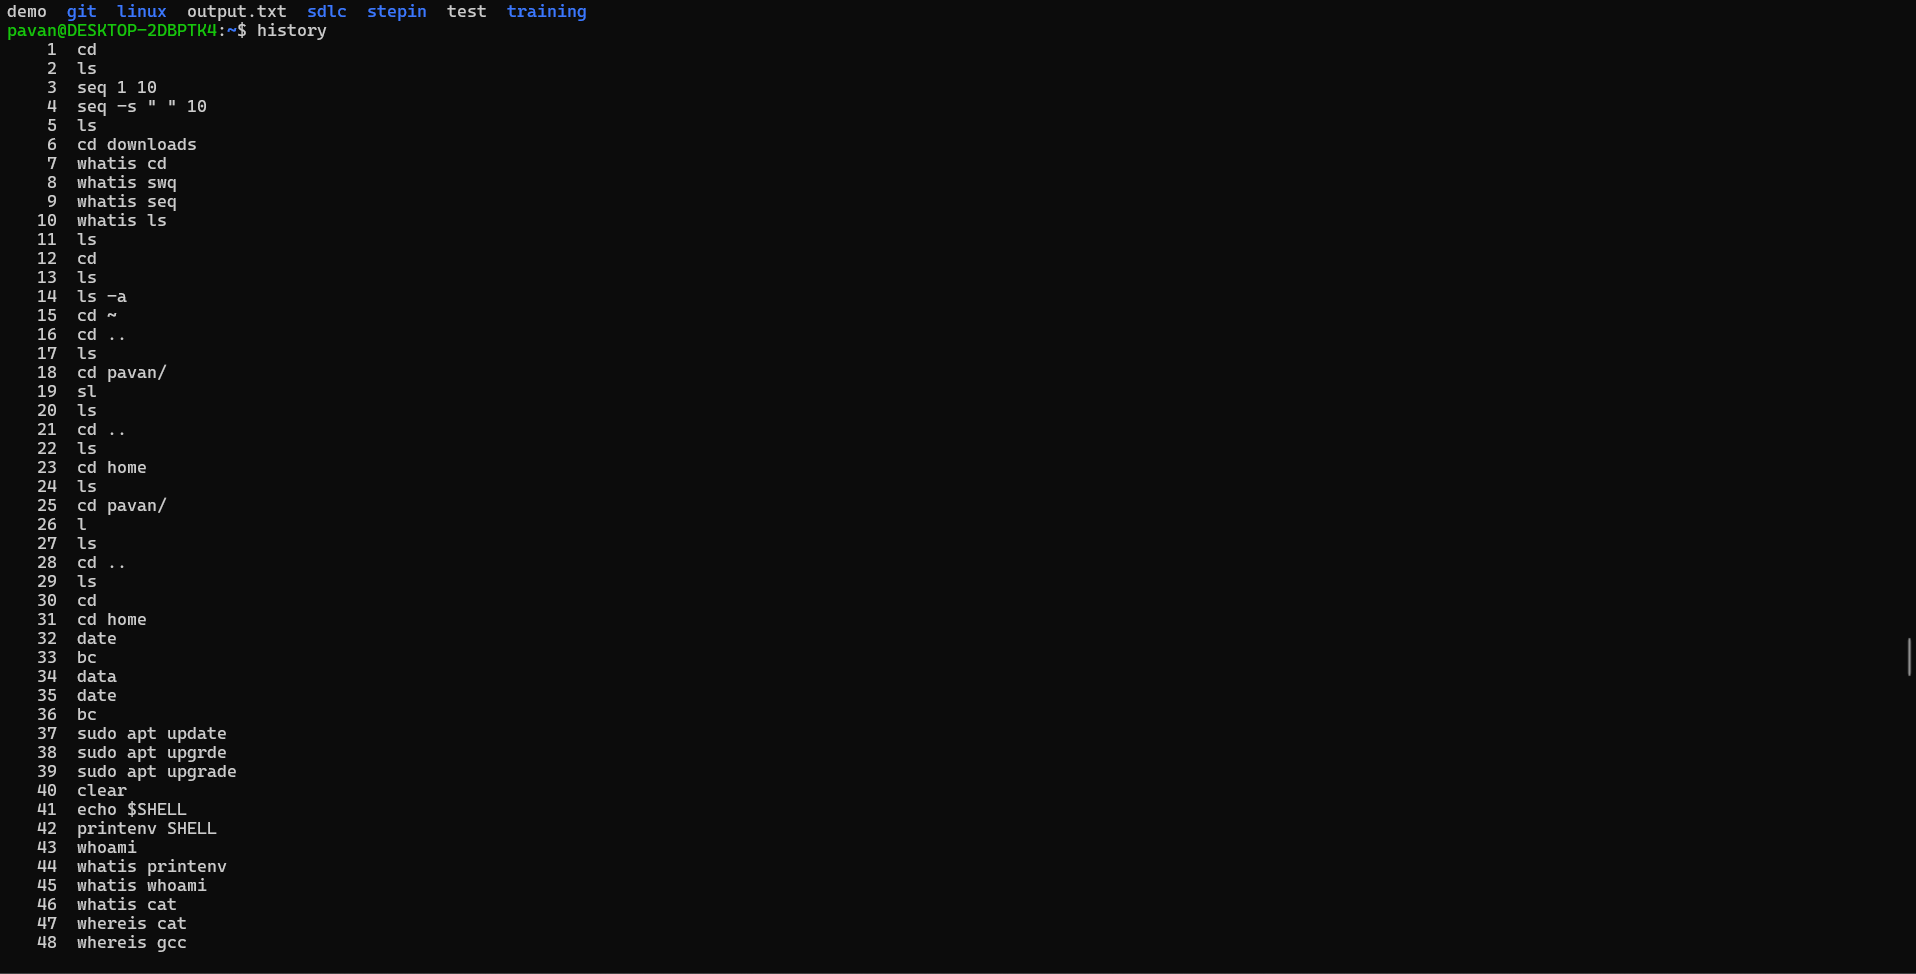 demo  git  linux  output.txt  sdlc  stepin  test  training
pavan@DESKTOP-2DBPTK4:~$ history
    1  cd
    2  ls
    3  seq 1 10
    4  seq -s " " 10
    5  ls
    6  cd downloads
    7  whatis cd
    8  whatis swq
    9  whatis seq
   10  whatis ls
   11  ls
   12  cd
   13  ls
   14  ls -a
   15  cd ~
   16  cd ..
   17  ls
   18  cd pavan/
   19  sl
   20  ls
   21  cd ..
   22  ls
   23  cd home
   24  ls
   25  cd pavan/
   26  l
   27  ls
   28  cd ..
   29  ls
   30  cd
   31  cd home
   32  date
   33  bc
   34  data
   35  date
   36  bc
   37  sudo apt update
   38  sudo apt upgrde
   39  sudo apt upgrade
   40  clear
   41  echo $SHELL
   42  printenv SHELL
   43  whoami
   44  whatis printenv
   45  whatis whoami
   46  whatis cat
   47  whereis cat
   48  whereis gcc